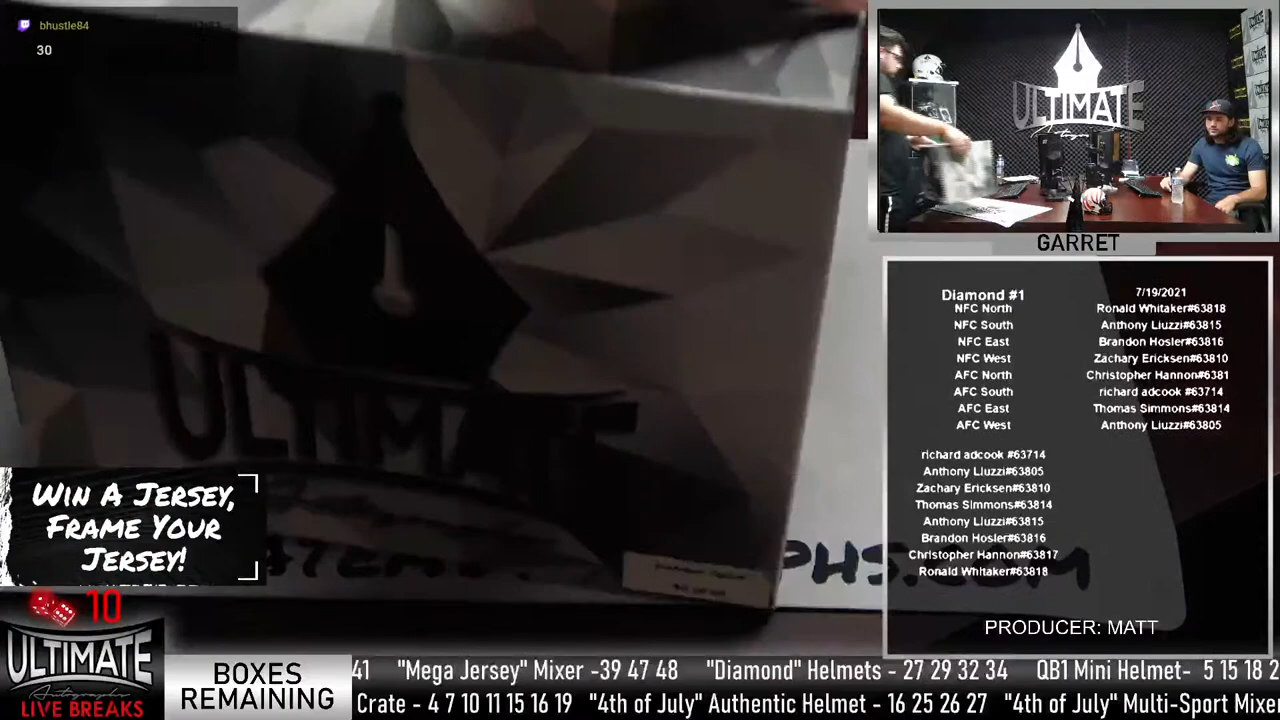 bhustle84
30
ULTIMATE
GARRET
ULTIMATE
PHS.COM
Diamond #1 7/19/2021
NFC North Ronald Whitaker#63818
NFC South Anthony Liuzzi#63815
NFC East Brandon Hosler#63816
NFC West Zachary Ericksen#63810
AFC North Christopher Hannon#6381
AFC South richard adcook #63714
AFC East Thomas Simmons#63814
AFC West Anthony Liuzzi#63805
richard adcook #63714
Anthony Liuzzi#63805
Zachary Ericksen#63810
Thomas Simmons#63814
Anthony Liuzzi#63815
Brandon Hosler#63816
Christopher Hannon#63817
Ronald Whitaker#63818
PRODUCER: MATT
WIN A JERSEY,
FRAME YOUR
JERSEY!
10
ULTIMATE
Autographs
LIVE BREAKS
BOXES
REMAINING
41 "Mega Jersey" Mixer -39 47 48 "Diamond" Helmets - 27 29 32 34 QB1 Mini Helmet- 5 15 18 2
Crate - 4 7 10 11 15 16 19 "4th of July" Authentic Helmet - 16 25 26 27 "4th of July" Multi-Sport Mixer